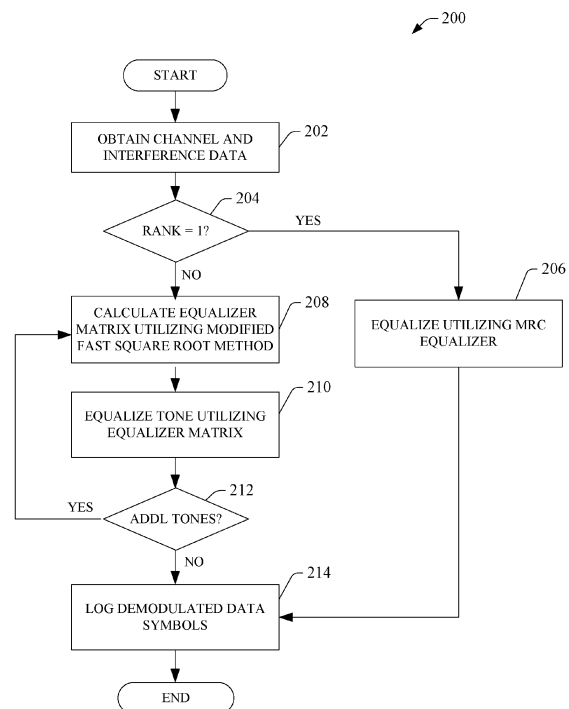 200
START
202
OBTAIN CHANNEL AND
INTERFERENCE DATA
204
RANK = 1?
YES
NO
206
EQUALIZE UTILIZING MRC
EQUALIZER
208
CALCULATE EQUALIZER
MATRIX UTILIZING MODIFIED
FAST SQUARE ROOT METHOD
210
EQUALIZE TONE UTILIZING
EQUALIZER MATRIX
212
ADDL TONES?
YES
NO
214
LOG DEMODULATED DATA
SYMBOLS
END